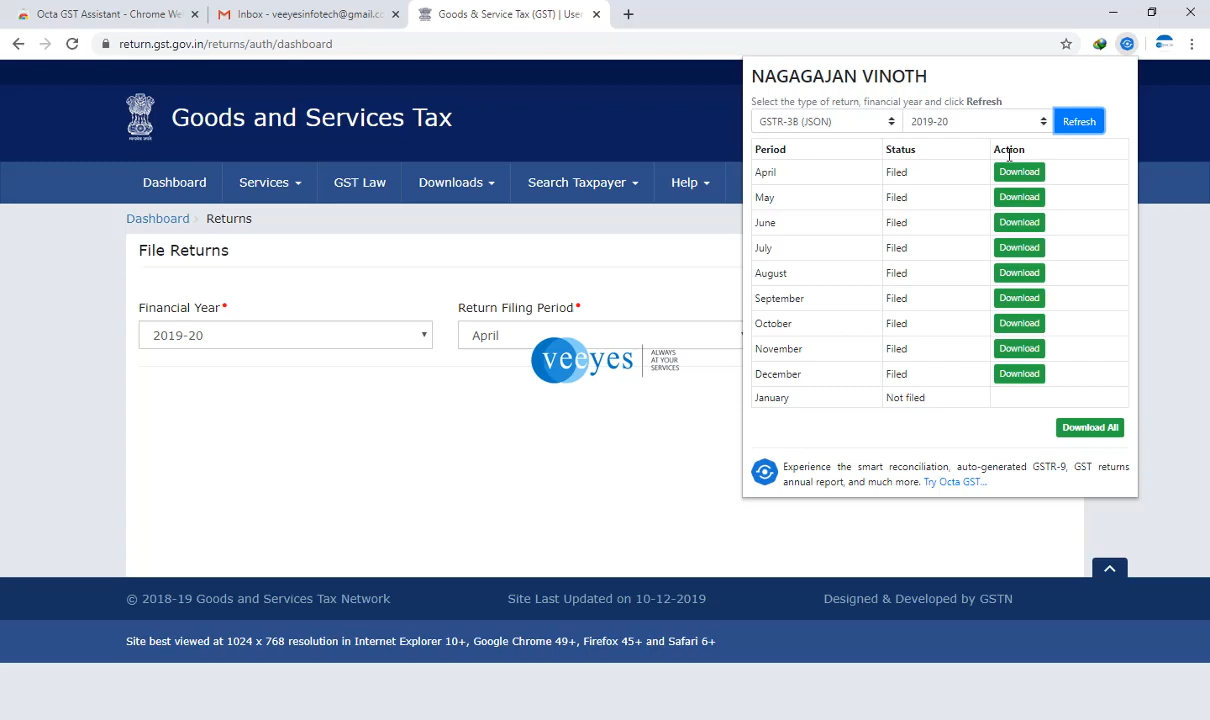 Octa GST Assistant - Chrome We
Inbox - veeyesinfotech@gmail.cc
Goods & Service Tax (GST) | User
return.gst.gov.in/returns/auth/dashboard
Goods and Services Tax
Dashboard
Services
GST Law
Downloads
Search Taxpayer
Help
Dashboard
Returns
File Returns
Financial Year*
Return Filing Period*
2019-20
April
veeyes
ALWAYS
AT YOUR
SERVICES
NAGAGAJAN VINOTH
Select the type of return, financial year and click Refresh
GSTR-3B (JSON)
2019-20
Refresh
Period Status Action
April Filed Download
May Filed Download
June Filed Download
July Filed Download
August Filed Download
September Filed Download
October Filed Download
November Filed Download
December Filed Download
January Not filed
Download All
Experience the smart reconciliation, auto-generated GSTR-9, GST returns
annual report, and much more. Try Octa GST...
© 2018-19 Goods and Services Tax Network
Site Last Updated on 10-12-2019
Designed & Developed by GSTN
Site best viewed at 1024 x 768 resolution in Internet Explorer 10+, Google Chrome 49+, Firefox 45+ and Safari 6+